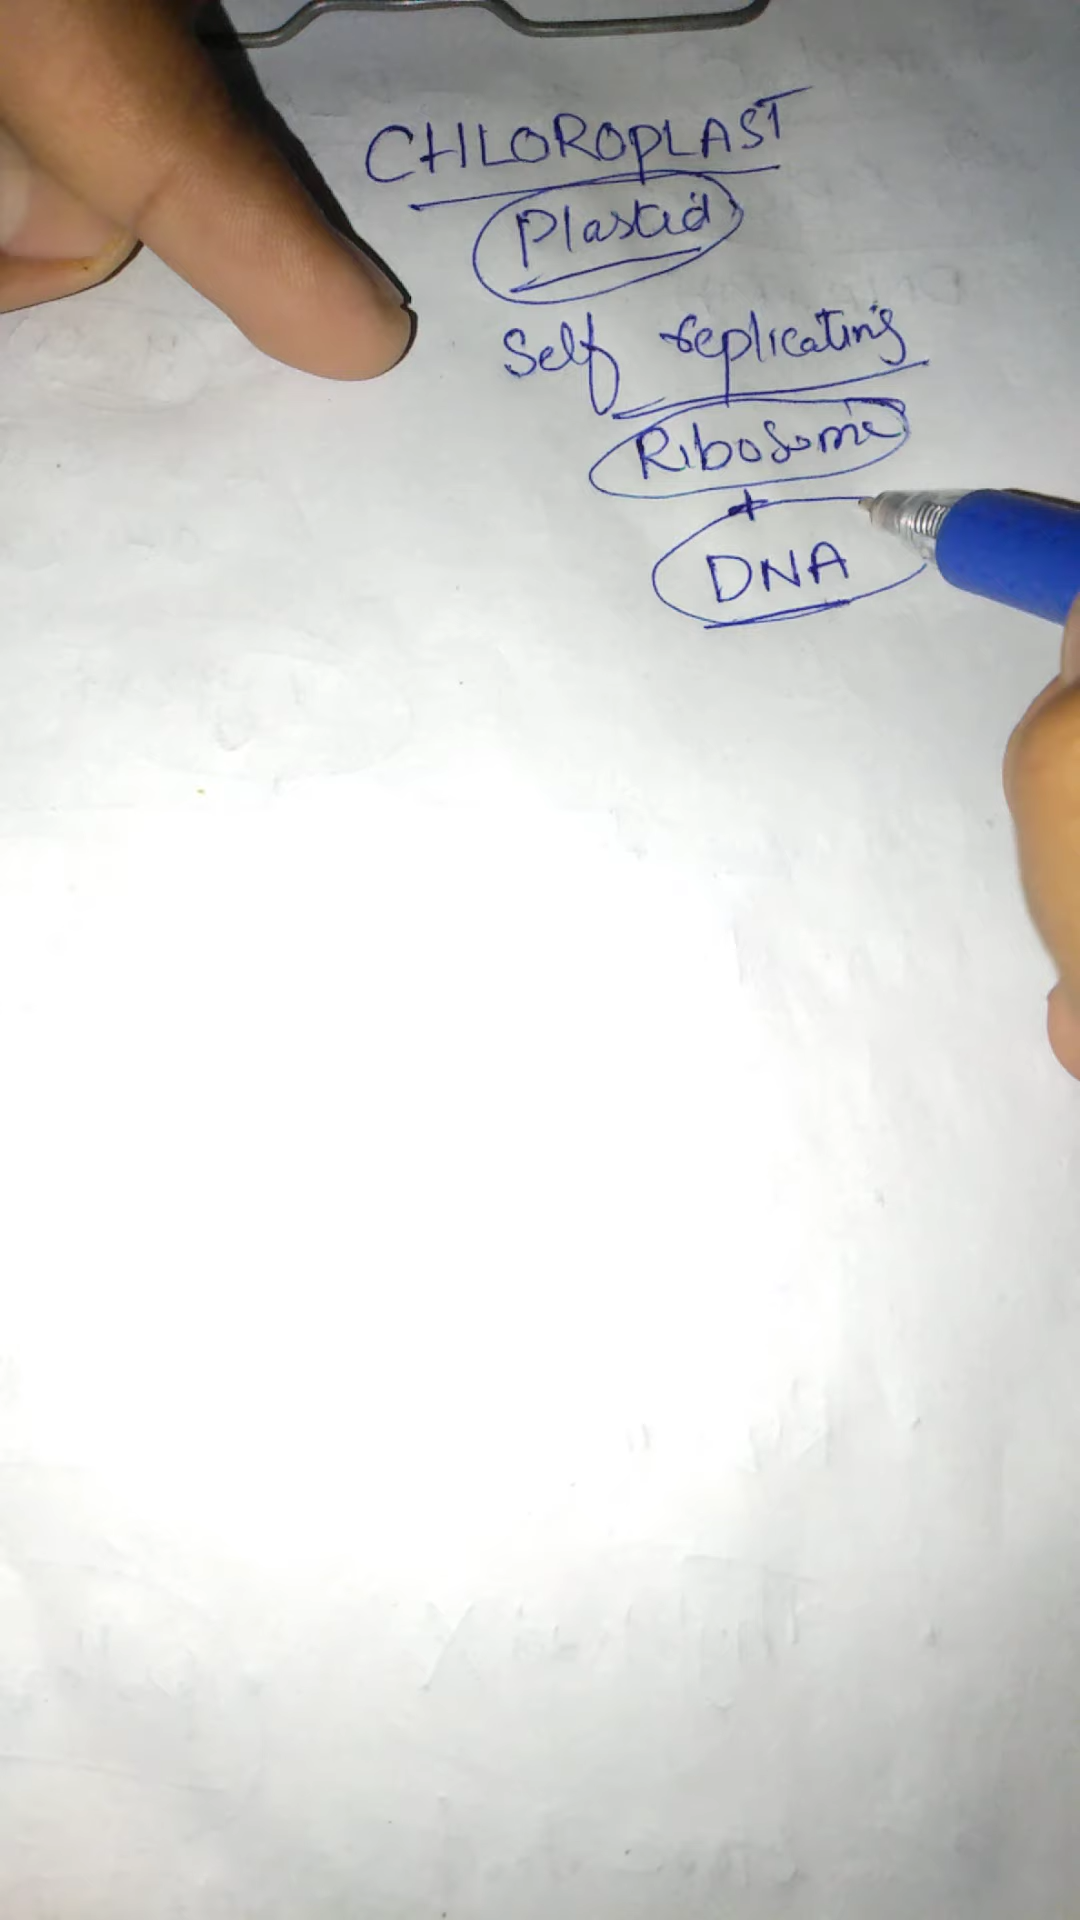 CHLOROPLAST
Plastid
Self replicating
Ribosome
+
DNA